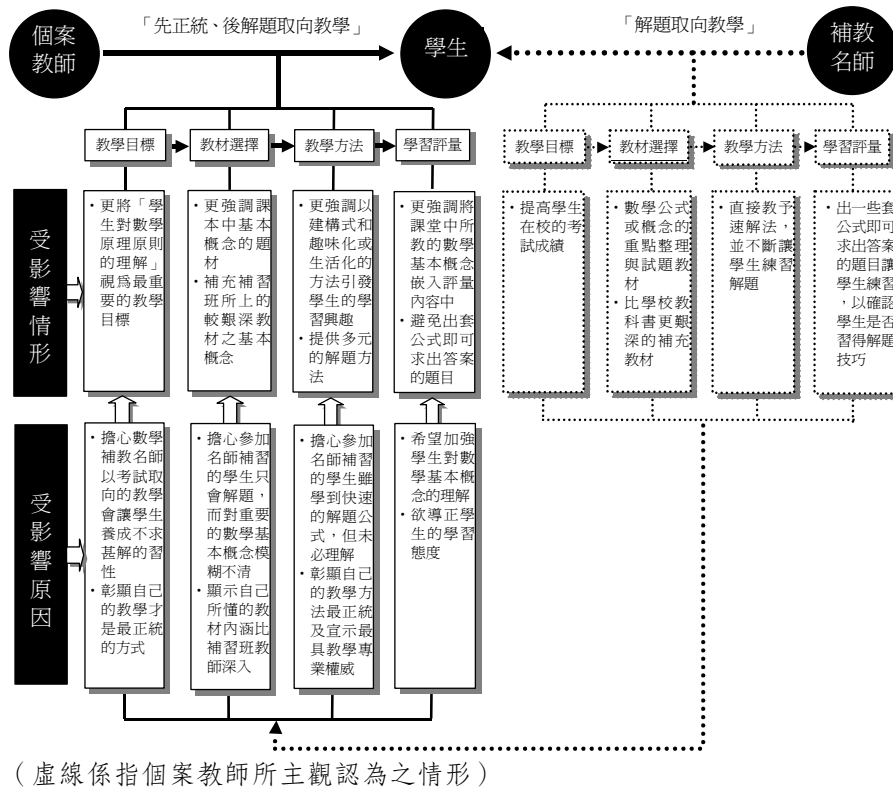 個案
教師
「先正統、後解題取向教學」
學生
「解題取向教學」
補教
名師
教學目標
教材選擇
教學方法
學習評量
教學目標
教材選擇
教學方法
學習評量
受影響情形
・更將「學
生對數學
原理原則
的理解」
視爲最重
要的教學
目標
・更強調課
本中基本
概念的題
材
・補充補習
班所上的
較艱深教
材之基本
概念
・更強調以
建構式和
趣味化或
生活化的
方法引發
學生的學
習興趣
・提供多元
的解題方
法
・更強調將
課堂中所
教的數學
基本概念
嵌入評量
內容中
・避免出套
公式即可
求出答案
的題目
・提高學生
在校的考
試成績
・數學公式
或概念的
重點整理
與試題教
材
・比學校教
科書更艱
深的補充
教材
・直接教予
速解法，
並不斷讓
學生練習
解題
・出一些套
公式即可
求出答案
的題目讓
學生練習
，以確認
學生是否
習得解題
技巧
受影響原因
・擔心數學
補教名師
以考試取
向的教學
會讓學生
養成不求
甚解的習
性
・彰顯自己
的教學才
是最正統
的方式
・擔心參加
名師補習
的學生只
會解題，
而對重要
的數學基
本概念模
糊不清
・顯示自己
所懂的教
材內涵比
補習班教
師深入
・擔心參加
名師補習
的學生雖
學到快速
的解題公
式，但未
必理解
・彰顯自己
的教學方
法最正統
及宣示最
具教學專
業權威
・希望加強
學生對數
學基本概
念的理解
・欲導正學
生的學習
態度
（虛線係指個案教師所主觀認為之情形）